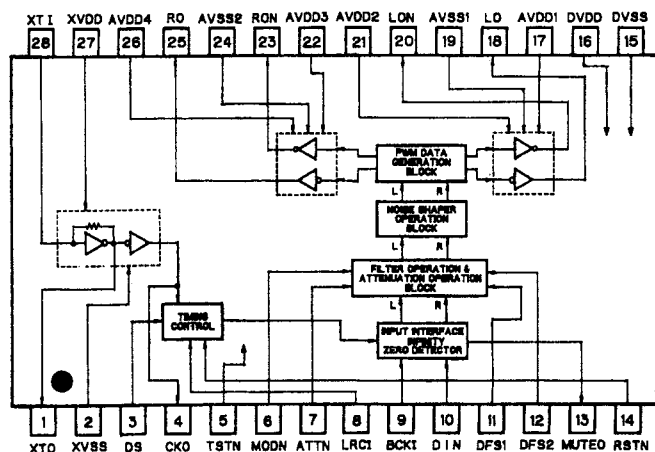 XTI XVDD AVDD4 RO AVSS2 RON AVDD3 AVDD2 LON AVSS1 LO AVDD1 DVDD DVSS
28 27 26 25 24 23 22 21 20 19 18 17 16 15
PWM DATA
GENERATION
BLOCK
L R
NOISE SHAPER
OPERATION
BLOCK
L R
FILTER OPERATION &
ATTENUATION OPERATION
BLOCK
L R
TIMING
CONTROL
INPUT INTERFACE
INFINITY
ZERO DETECTOR
1 2 3 4 5 6 7 8 9 10 11 12 13 14
XTO XVSS DS CKO TSTN MODN ATTN LRCI BCKI DIN DFS1 DFS2 MUTEO RSTN